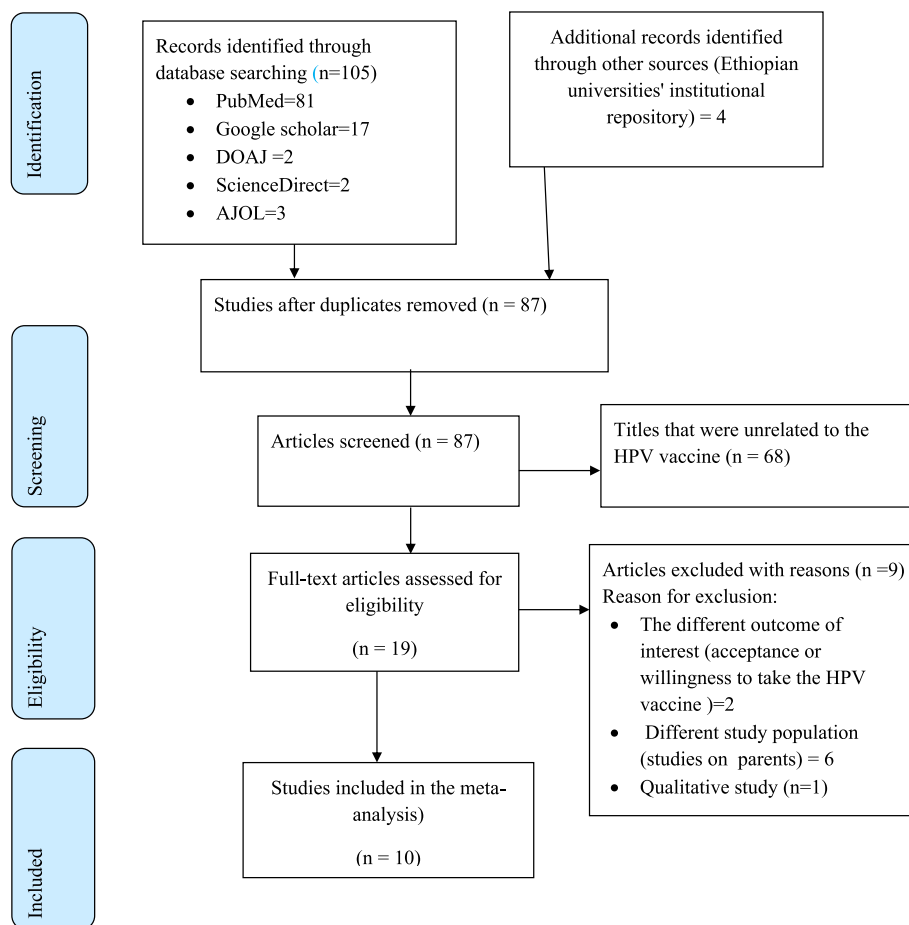 Identification
Records identified through
database searching (n=105)
• PubMed=81
• Google scholar=17
• DOAJ =2
• ScienceDirect=2
• AJOL=3
Additional records identified
through other sources (Ethiopian
universities' institutional
repository) = 4
Studies after duplicates removed (n = 87)
Screening
Articles screened (n = 87)
Titles that were unrelated to the
HPV vaccine (n = 68)
Eligibility
Full-text articles assessed for
eligibility
(n = 19)
Articles excluded with reasons (n =9)
Reason for exclusion:
• The different outcome of
interest (acceptance or
willingness to take the HPV
vaccine )=2
• Different study population
(studies on parents) = 6
• Qualitative study (n=1)
Included
Studies included in the meta-
analysis)
(n = 10)